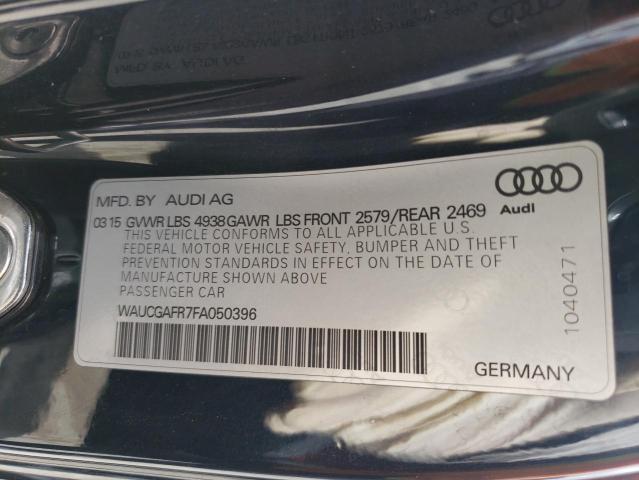 MFD. BY AUDI AG
03 15 GVWR LBS 4938 GAWR LBS FRONT 2579/REAR 2469
Audi
THIS VEHICLE CONFORMS TO ALL APPLICABLE U.S.
FEDERAL MOTOR VEHICLE SAFETY, BUMPER AND THEFT
PREVENTION STANDARDS IN EFFECT ON THE DATE OF
MANUFACTURE SHOWN ABOVE
PASSENGER CAR
WAUCGAFR7FA050396
1040471
GERMANY